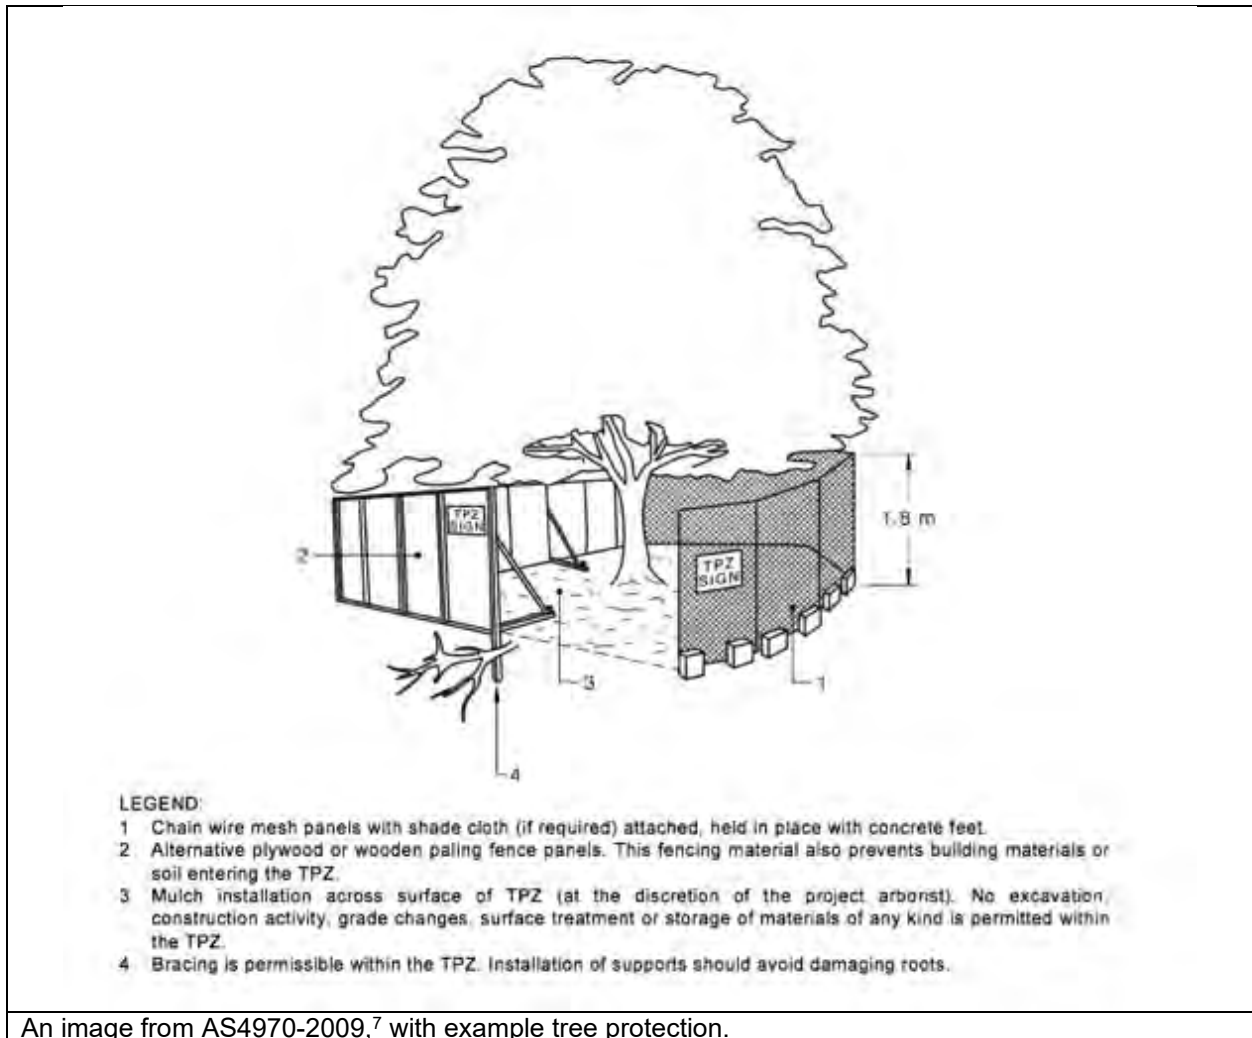 TPZ
SIGN
1.8 m
2
TPZ
SIGN
3
1
4
LEGEND:
1 Chain wire mesh panels with shade cloth (if required) attached, held in place with concrete feet.
2 Alternative plywood or wooden paling fence panels. This fencing material also prevents building materials or
soil entering the TPZ.
3 Mulch installation across surface of TPZ (at the discretion of the project arborist). No excavation,
construction activity, grade changes, surface treatment or storage of materials of any kind is permitted within
the TPZ.
4 Bracing is permissible within the TPZ. Installation of supports should avoid damaging roots.
An image from AS4970-2009,⁷ with example tree protection.